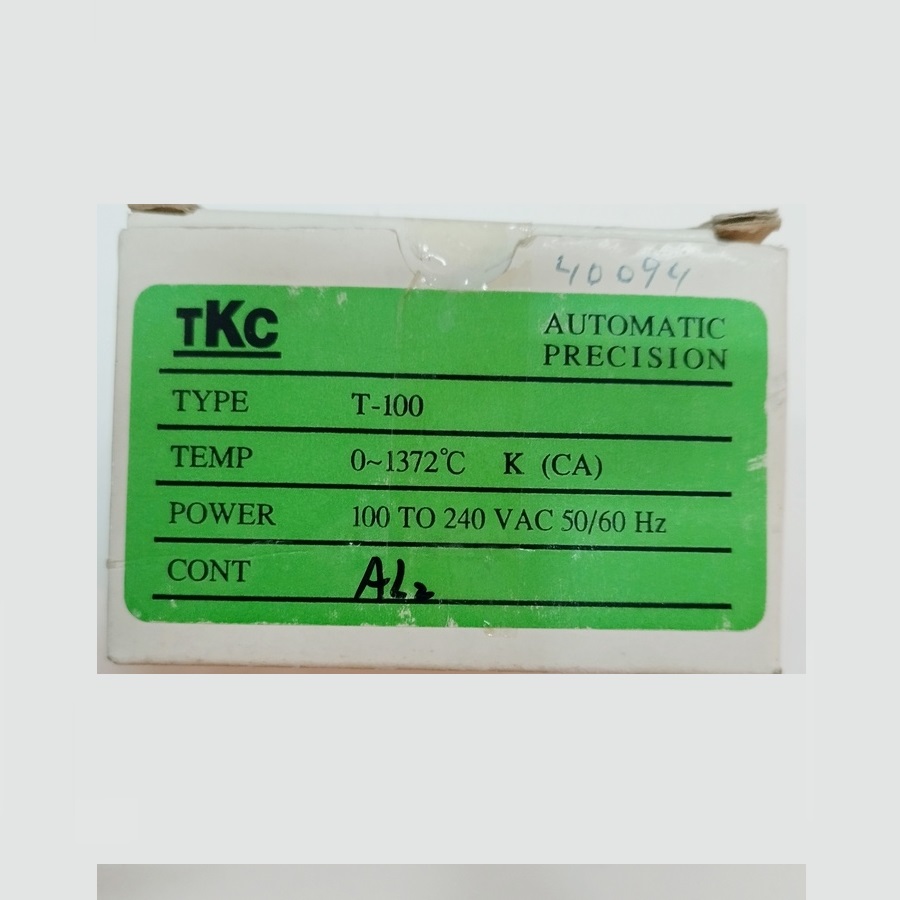 40094
TKC
AUTOMATIC
PRECISION
TYPE T-100
TEMP 0~1372℃ K (CA)
POWER 100 TO 240 VAC 50/60 Hz
CONT AL2